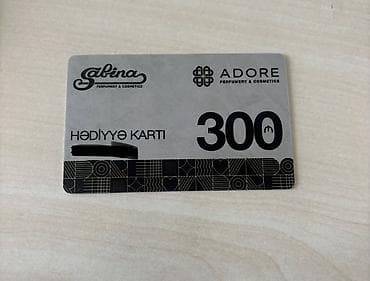 Sabina
PERFUMERY & COSMETICS
ADORE
PERFUMERY & COSMETICS
HƏDİYYƏ KARTI
300₼